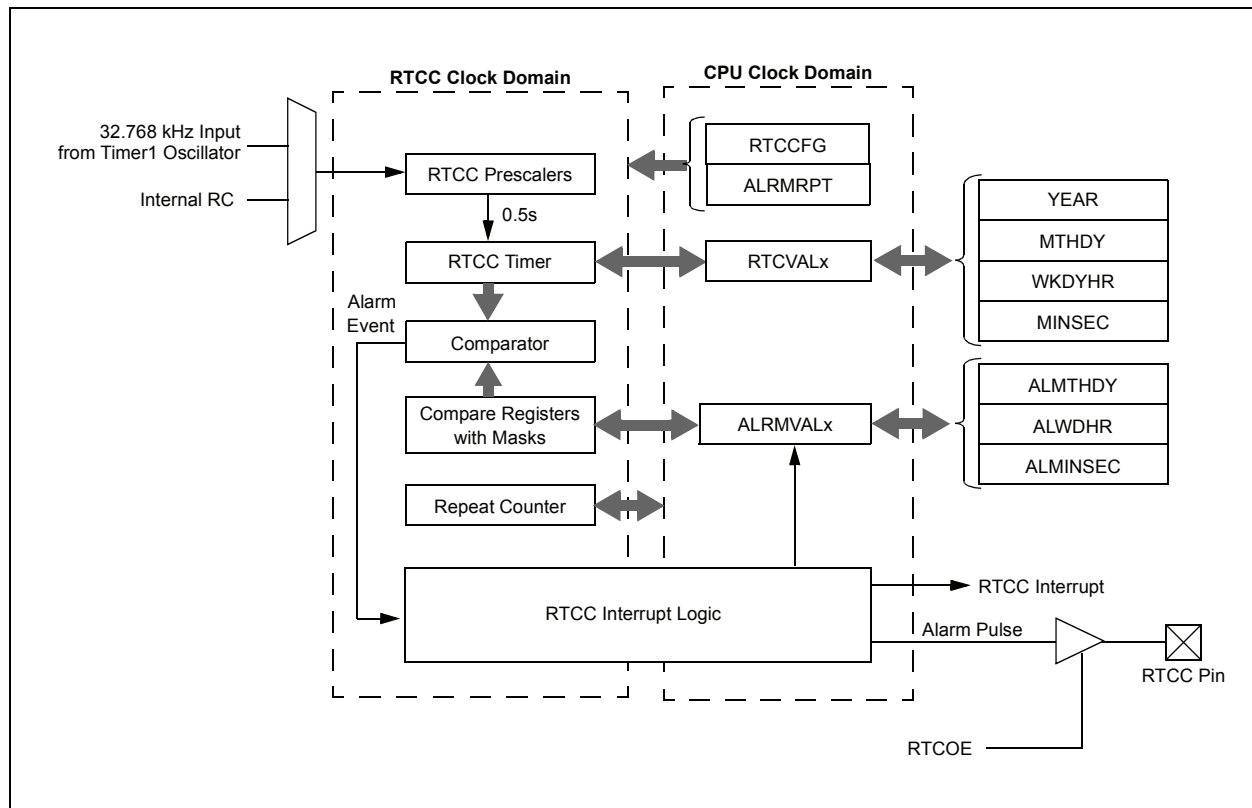 RTCC Clock Domain
CPU Clock Domain
32.768 kHz Input
from Timer1 Oscillator
Internal RC
RTCC Prescalers
0.5s
RTCC Timer
Alarm
Event
Comparator
Compare Registers
with Masks
Repeat Counter
RTCC Interrupt Logic
RTCCFG
ALRMRPT
RTCVALx
ALRMVALx
YEAR
MTHDY
WKDYHR
MINSEC
ALMTHDY
ALWDHR
ALMINSEC
RTCC Interrupt
Alarm Pulse
RTCC Pin
RTCOE